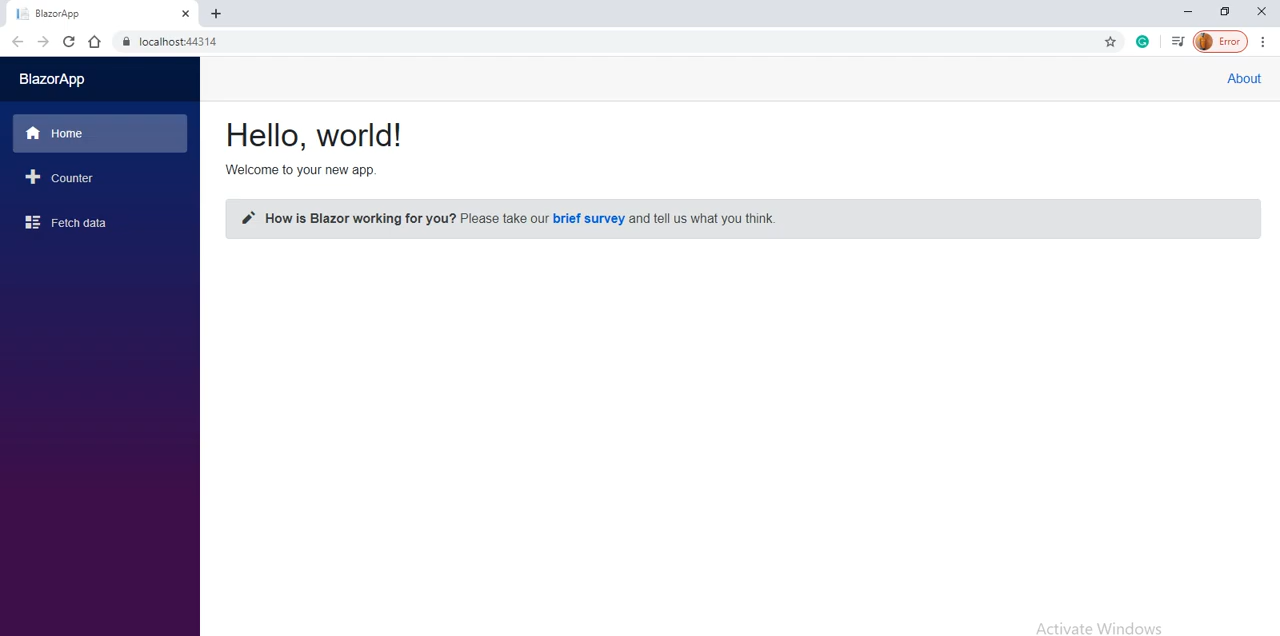 BlazorApp
localhost:44314
Error
BlazorApp
About
Home
Counter
Fetch data
Hello, world!
Welcome to your new app.
How is Blazor working for you? Please take our brief survey and tell us what you think.
Activate Windows